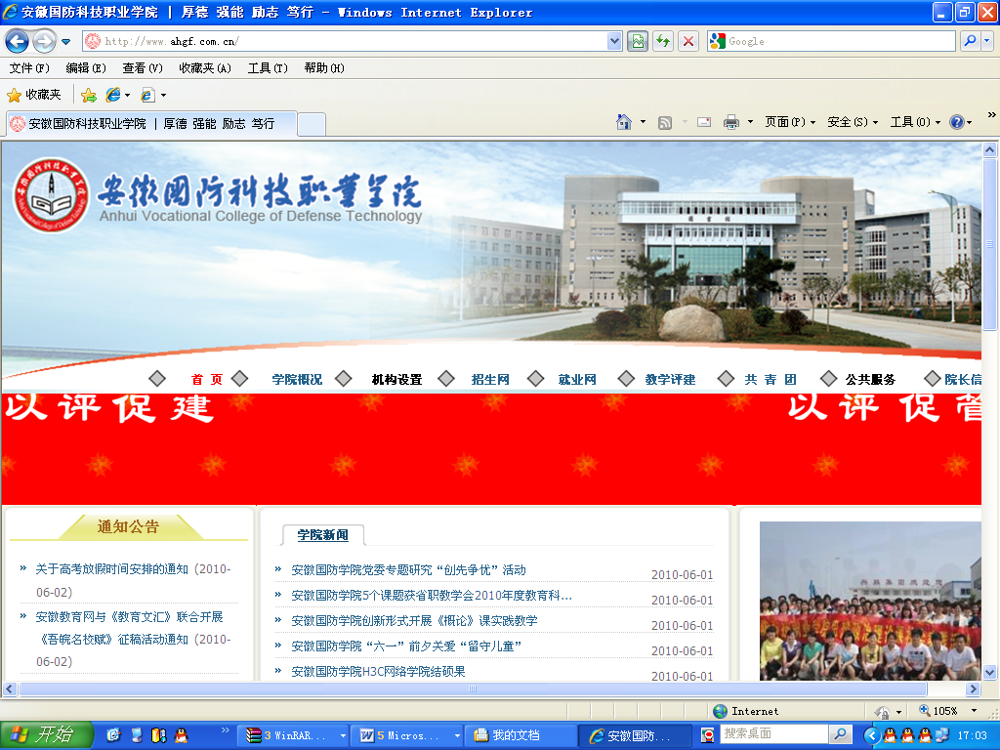 安徽国防科技职业学院 | 厚德 强能 励志 笃行 - Windows Internet Explorer
http://www.ahgf.com.cn/
Google
文件(F) 编辑(E) 查看(V) 收藏夹(A) 工具(T) 帮助(H)
收藏夹
安徽国防科技职业学院 | 厚德 强能 励志 笃行
页面(P) 安全(S) 工具(O)
安徽国防科技职业学院
Anhui Vocational College of Defense Technology
图书馆
首 页 学院概况 机构设置 招生网 就业网 教学评建 共 青 团 公共服务 院长信
以评促建 以评促督
通知公告
关于高考放假时间安排的通知 (2010-
06-02)
安徽教育网与《教育文汇》联合开展
《吾皖名校赋》征稿活动通知 (2010-
06-02)
学院新闻
安徽国防学院党委专题研究“创先争忧”活动 2010-06-01
安徽国防学院5个课题获省职教学会2010年度教育科... 2010-06-01
安徽国防学院创新形式开展《概论》课实践教学 2010-06-01
安徽国防学院“六一”前夕关爱“留守儿童” 2010-06-01
安徽国防学院H3C网络学院结硕果 2010-06-01
Internet 105%
开始 3 WinRAR... 5 Micros... 我的文档 安徽国防... 搜索桌面 17:03